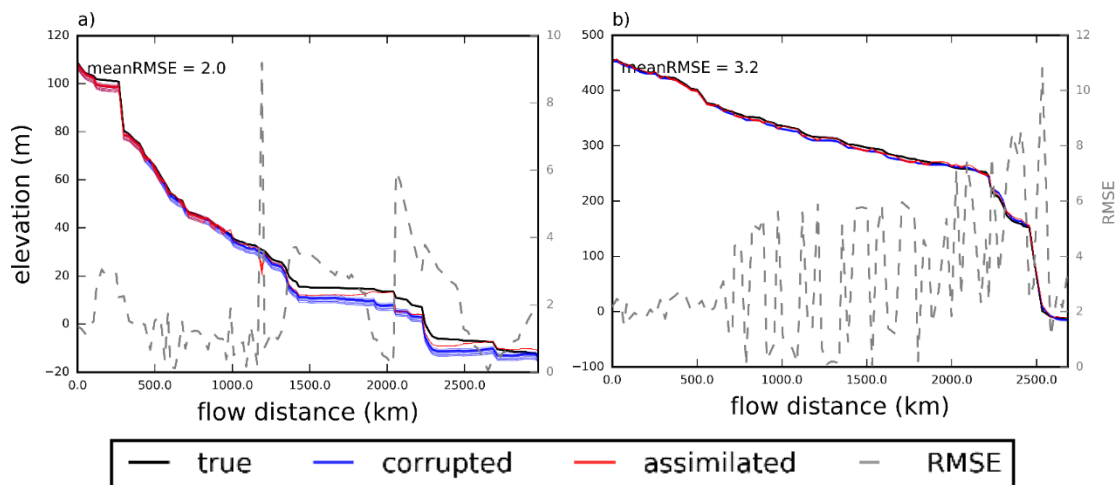 a)
meanRMSE = 2.0
120
100
80
60
40
20
0
−20
elevation (m)
0.0 500.0 1000.0 1500.0 2000.0 2500.0
flow distance (km)
10
8
6
4
2
0
b)
meanRMSE = 3.2
500
400
300
200
100
0
−100
0.0 500.0 1000.0 1500.0 2000.0 2500.0
flow distance (km)
12
10
8
6
4
2
0
RMSE
true corrupted assimilated RMSE